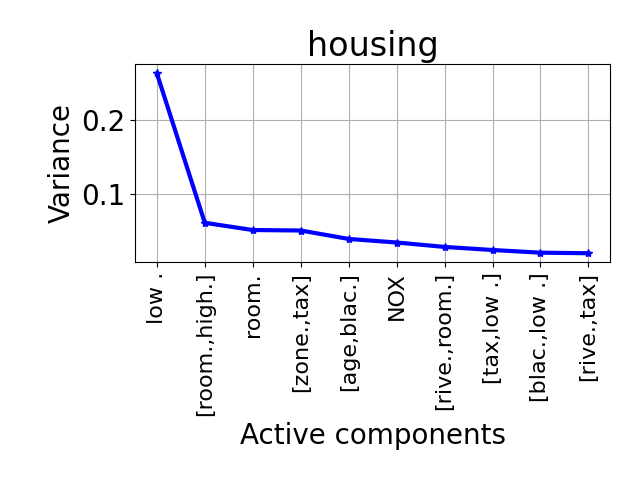 housing
Variance
0.2
0.1
low .
[room.,high.]
room.
[zone.,tax]
[age,blac.]
NOX
[rive.,room.]
[tax,low .]
[blac.,low .]
[rive.,tax]
Active components